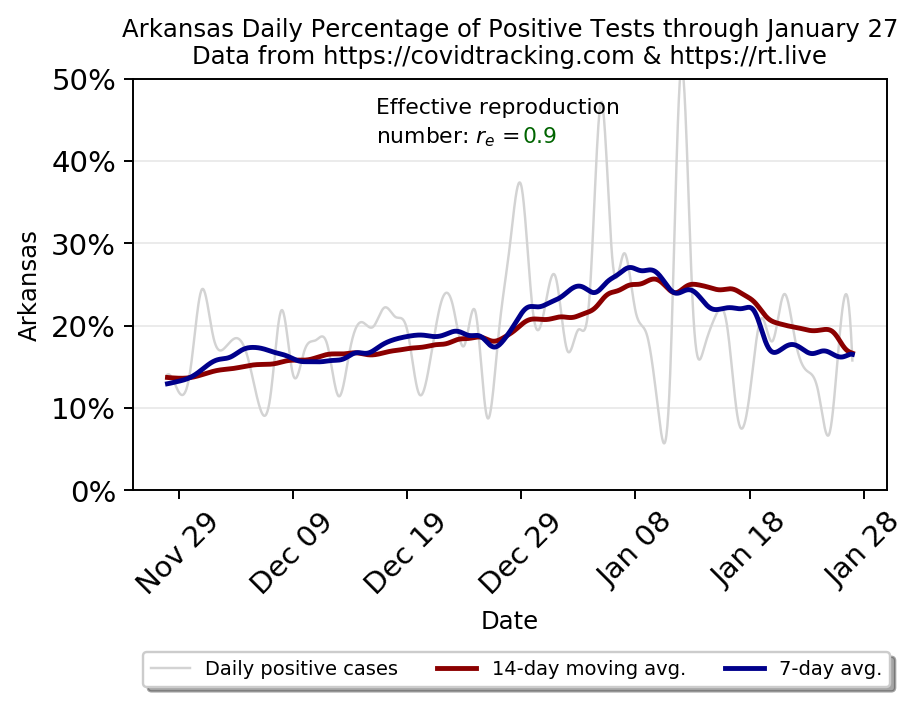 Arkansas Daily Percentage of Positive Tests through January 27
Data from https://covidtracking.com & https://rt.live
Effective reproduction
number: rₑ = 0.9
50%
40%
30%
20%
10%
0%
Arkansas
Nov 29
Dec 09
Dec 19
Dec 29
Jan 08
Jan 18
Jan 28
Date
Daily positive cases
14-day moving avg.
7-day avg.